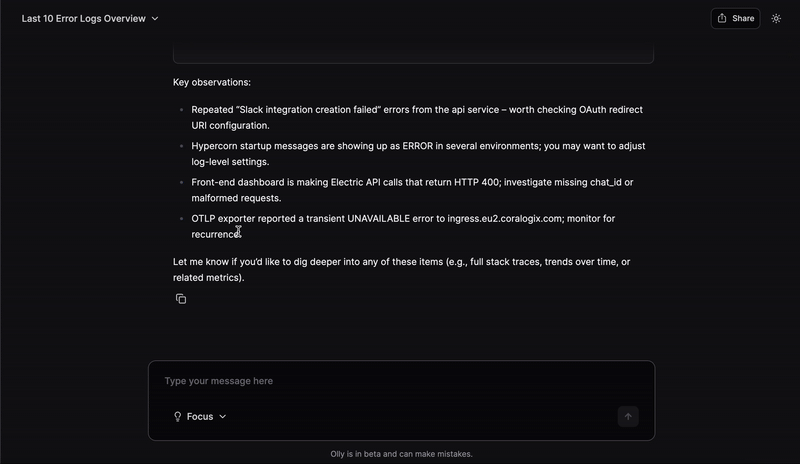 Last 10 Error Logs Overview
Share
Key observations:
Repeated “Slack integration creation failed” errors from the api service – worth checking OAuth redirect
URI configuration.
Hypercorn startup messages are showing up as ERROR in several environments; you may want to adjust
log-level settings.
Front-end dashboard is making Electric API calls that return HTTP 400; investigate missing chat_id or
malformed requests.
OTLP exporter reported a transient UNAVAILABLE error to ingress.eu2.coralogix.com; monitor for
recurrence.
Let me know if you’d like to dig deeper into any of these items (e.g., full stack traces, trends over time, or
related metrics).
Type your message here
Focus
Olly is in beta and can make mistakes.